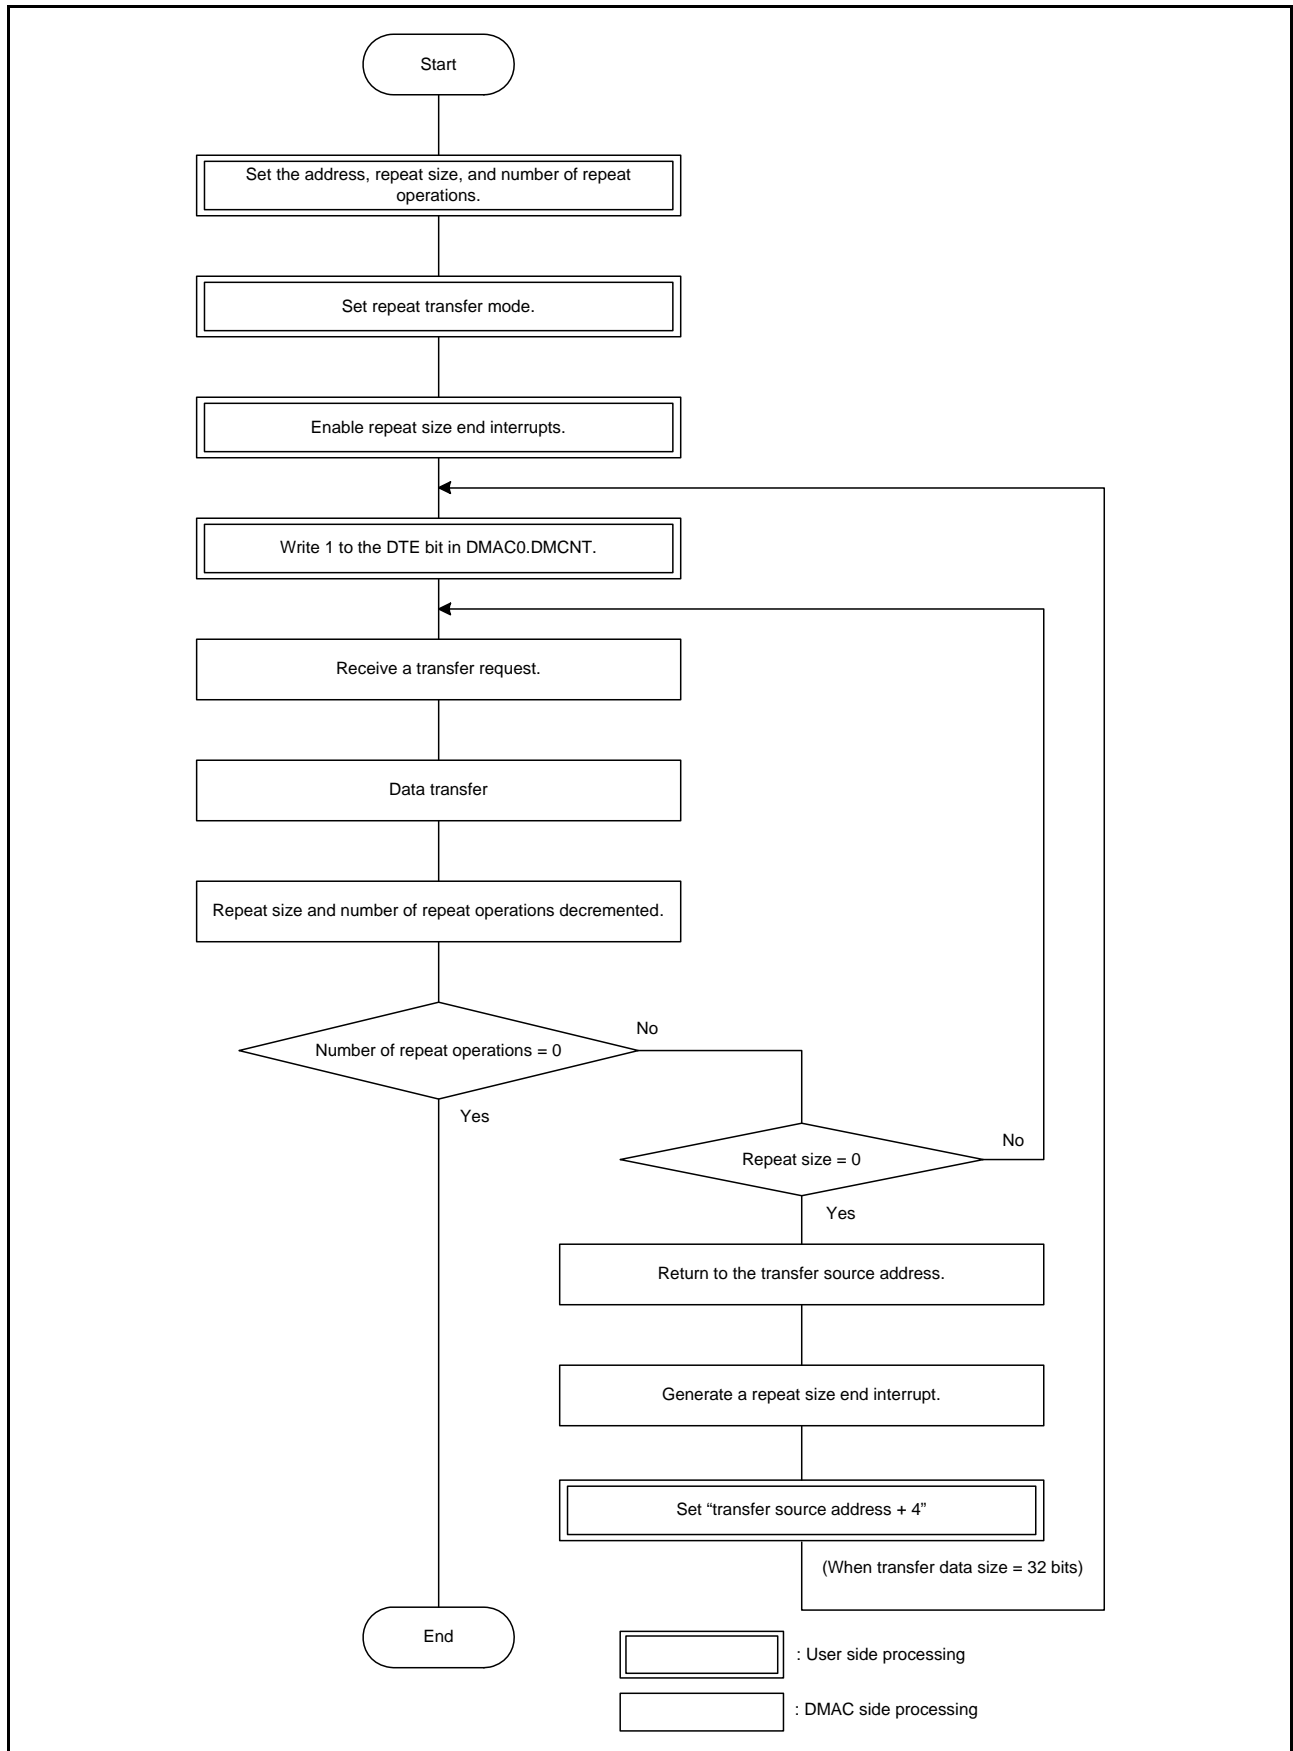 Start
Set the address, repeat size, and number of repeat
operations.
Set repeat transfer mode.
Enable repeat size end interrupts.
Write 1 to the DTE bit in DMAC0.DMCNT.
Receive a transfer request.
Data transfer
Repeat size and number of repeat operations decremented.
Number of repeat operations = 0
No
Yes
Repeat size = 0
No
Yes
Return to the transfer source address.
Generate a repeat size end interrupt.
Set “transfer source address + 4”
(When transfer data size = 32 bits)
End
: User side processing
: DMAC side processing